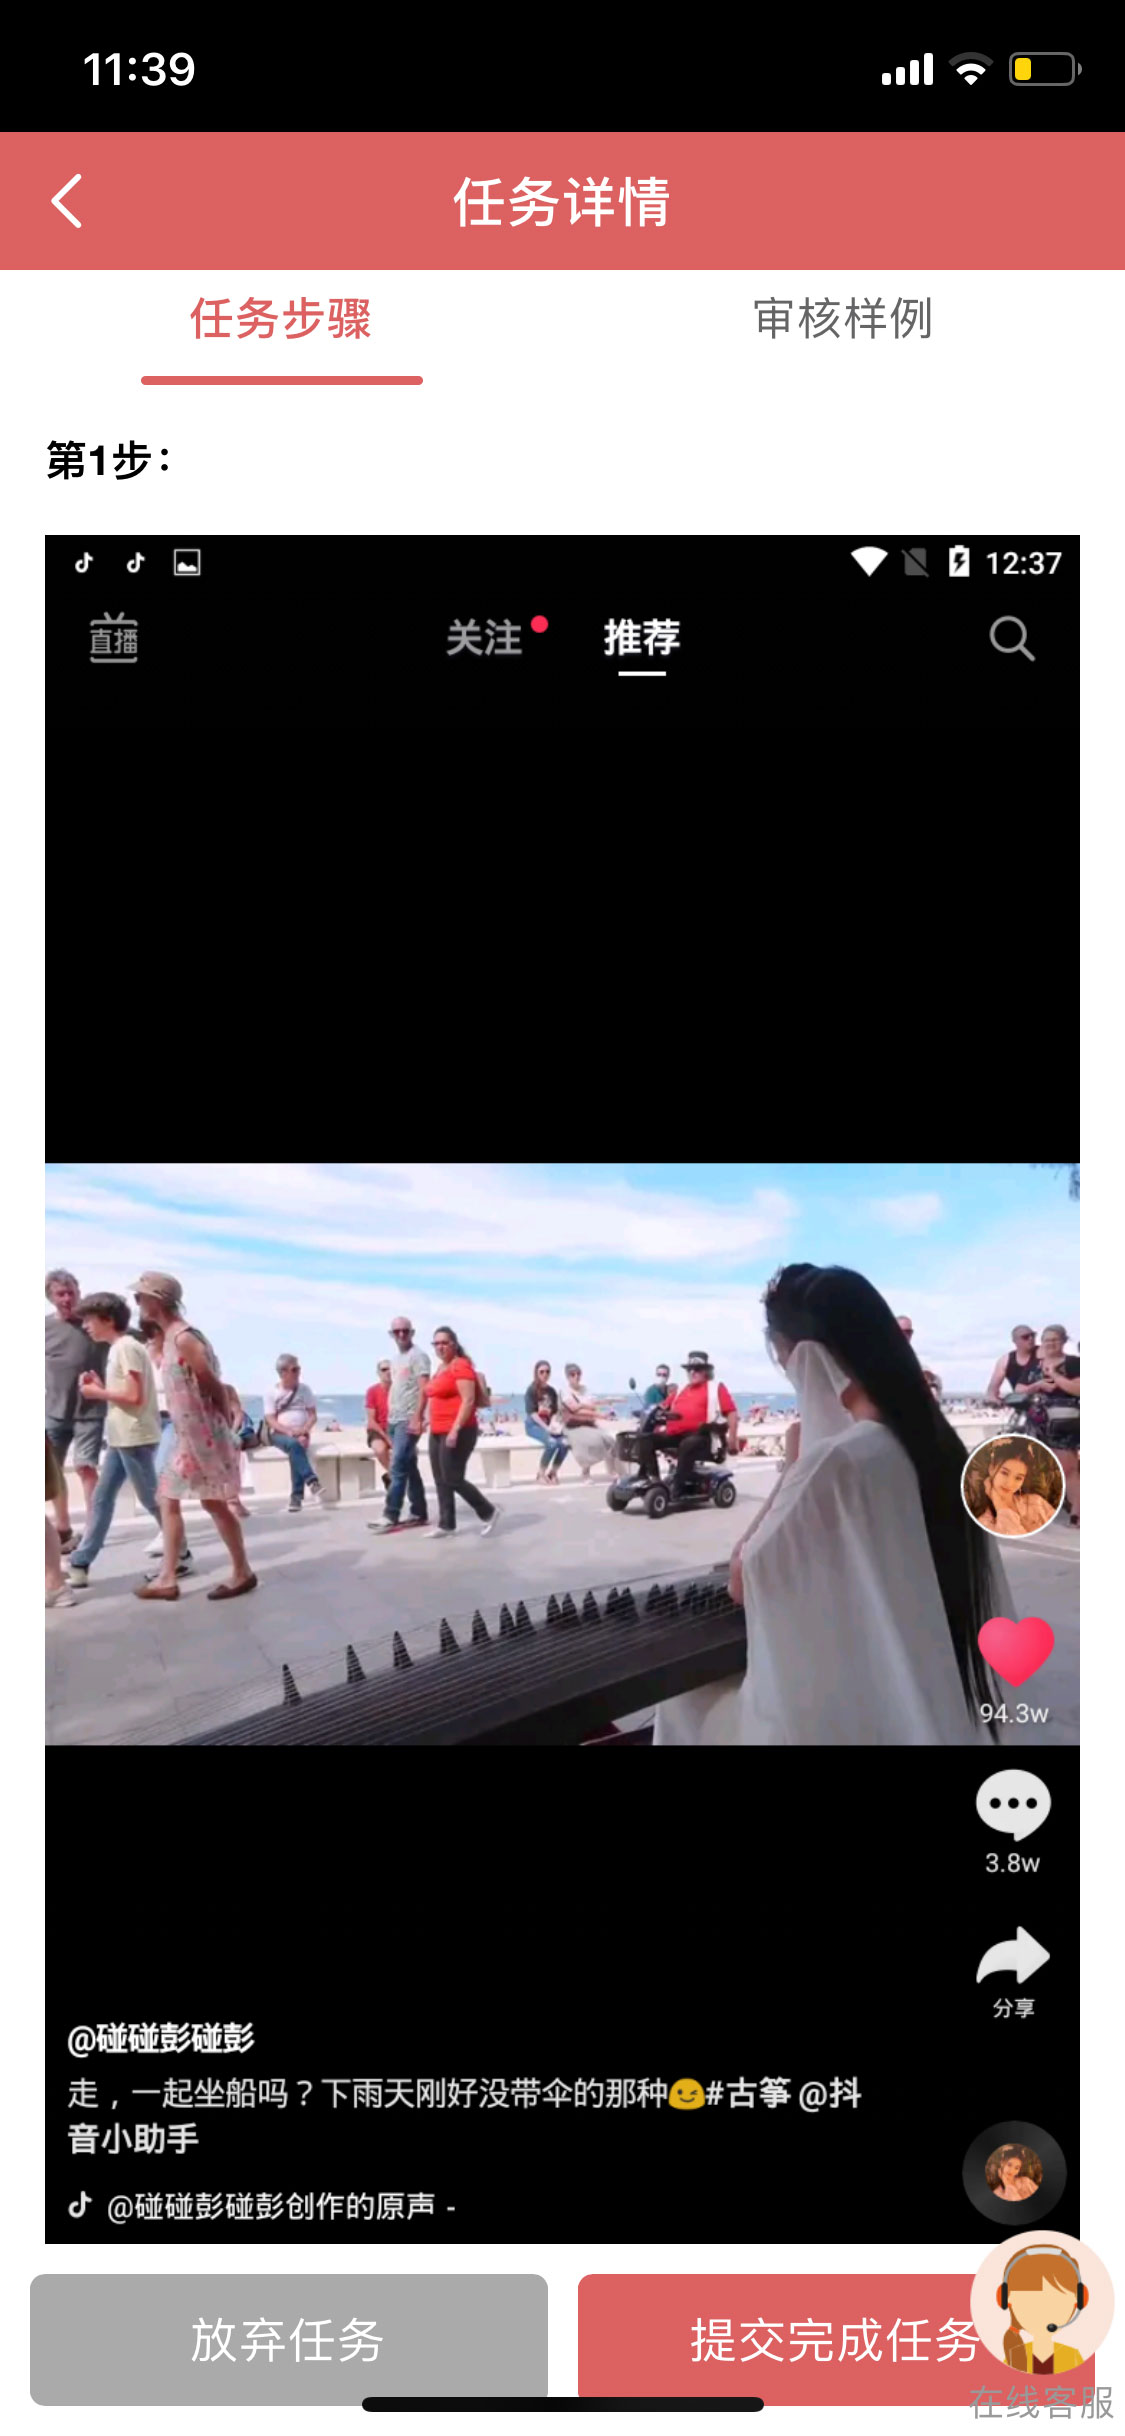 11:39
任务详情
任务步骤
审核样例
第1步：
12:37
直播
关注
推荐
94.3w
3.8w
分享
@碰碰彭碰彭
走，一起坐船吗？下雨天刚好没带伞的那种😉#古筝 @抖
音小助手
@碰碰彭碰彭创作的原声 -
放弃任务
提交完成任务
在线客服